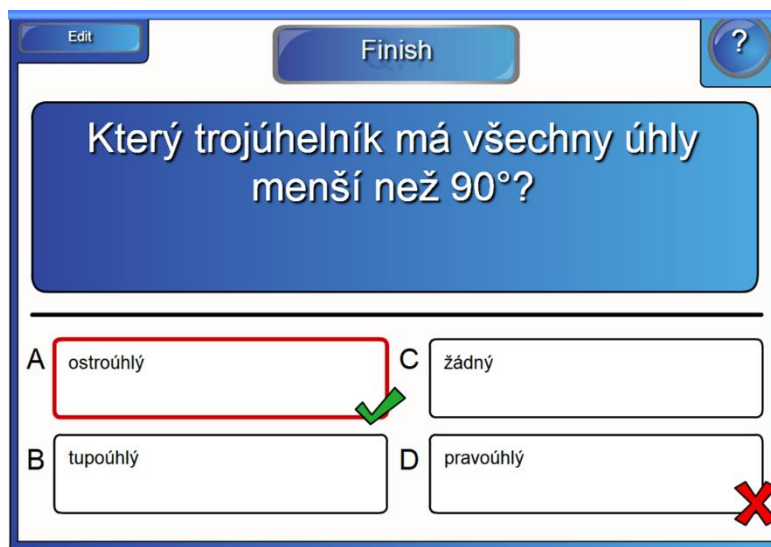 Edit
Finish
?
Který trojúhelník má všechny úhly
menší než 90°?
A
ostroúhlý
C
žádný
B
tupoúhlý
D
pravoúhlý